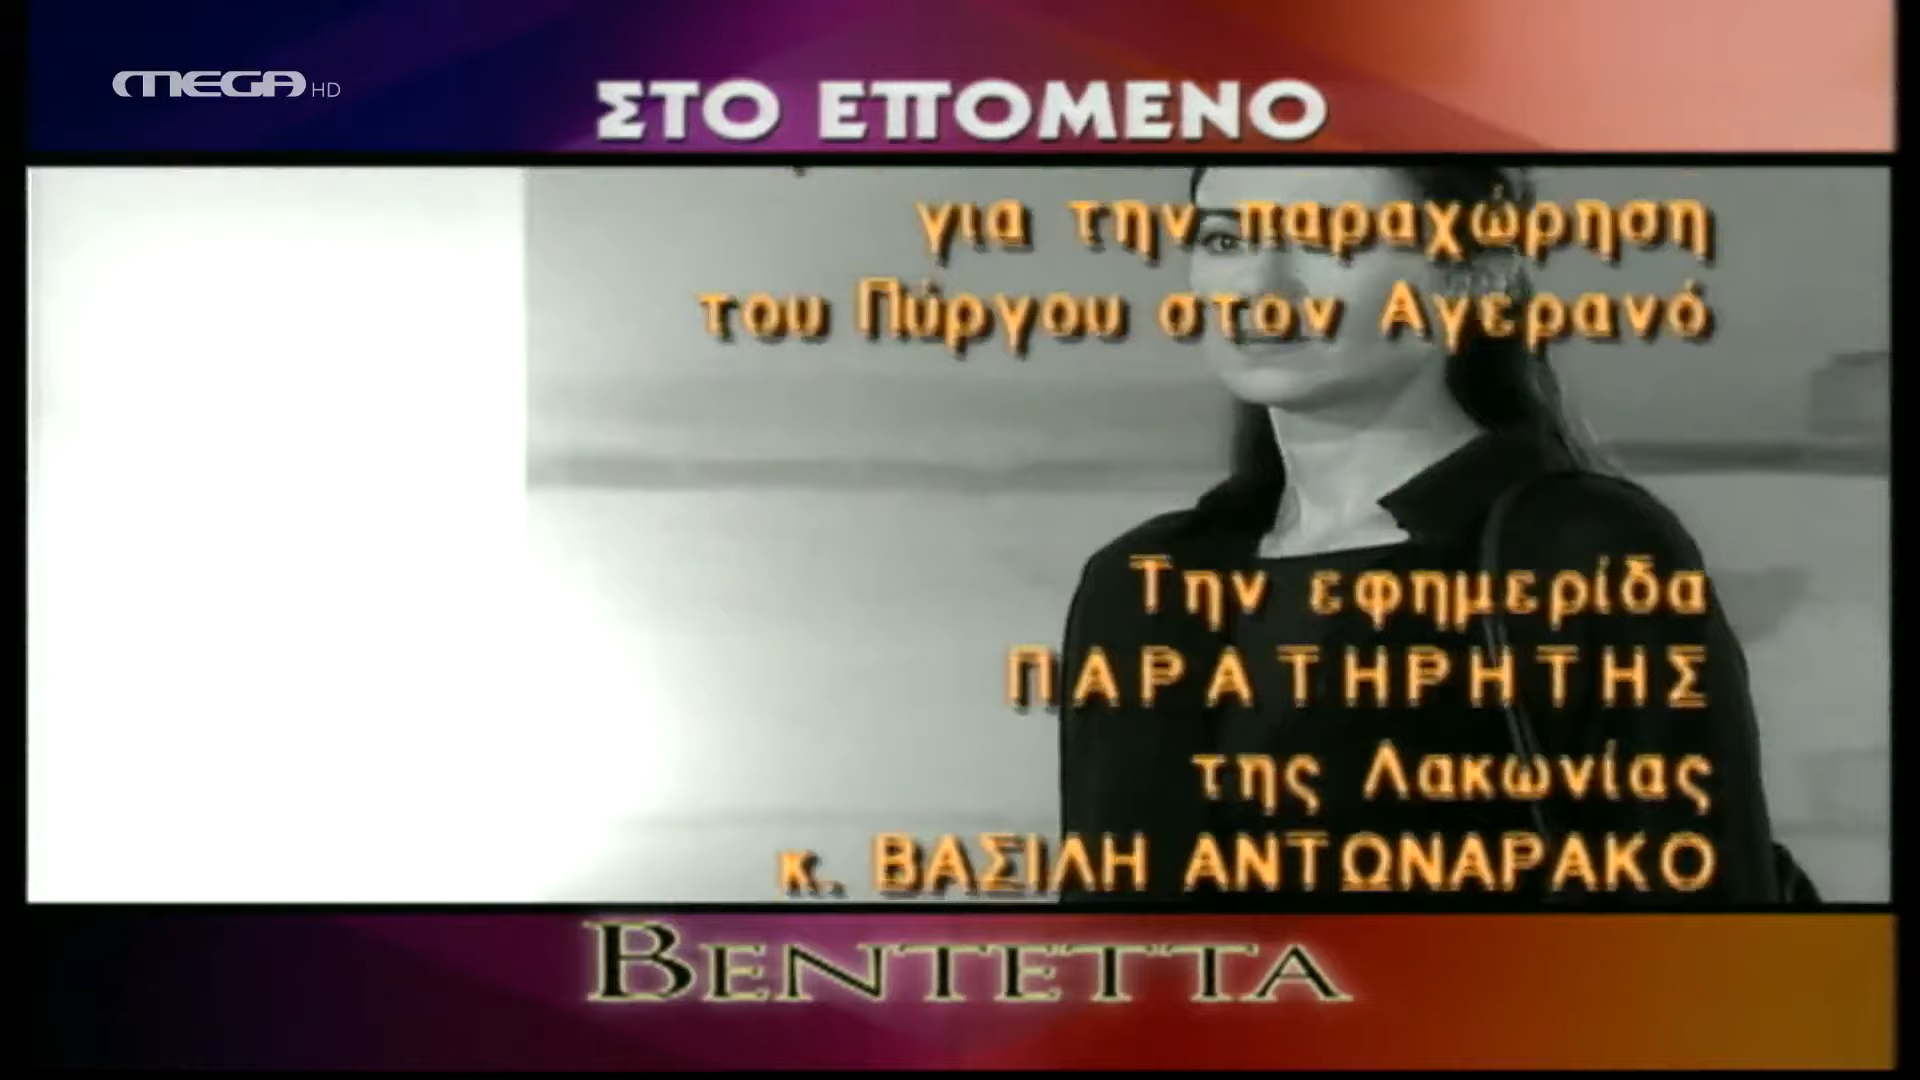 MEGA HD
ΣΤΟ ΕΠΟΜΕΝΟ
για την παραχώρηση
του Πύργου στον Αγερανό
Την εφημερίδα
ΠΑΡΑΤΗΡΗΤΗΣ
της Λακωνίας
κ. ΒΑΣΙΛΗ ΑΝΤΩΝΑΡΑΚΟ
ΒΕΝΤΕΤΤΑ